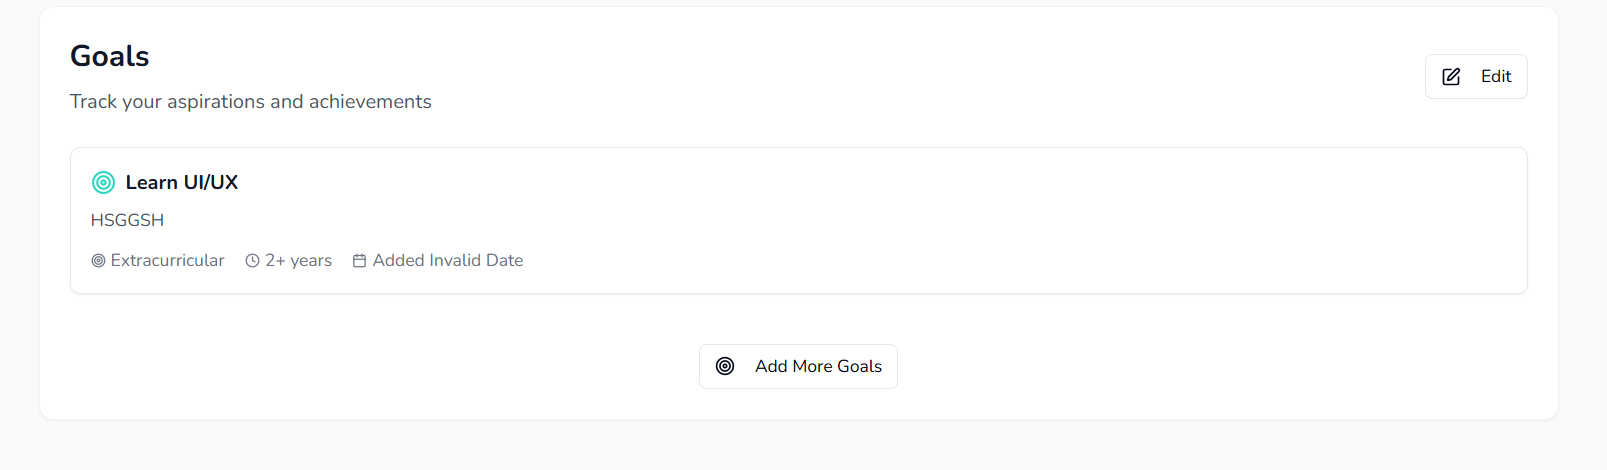 Goals
Edit
Track your aspirations and achievements
Learn UI/UX
HSGGSH
Extracurricular 2+ years Added Invalid Date
Add More Goals